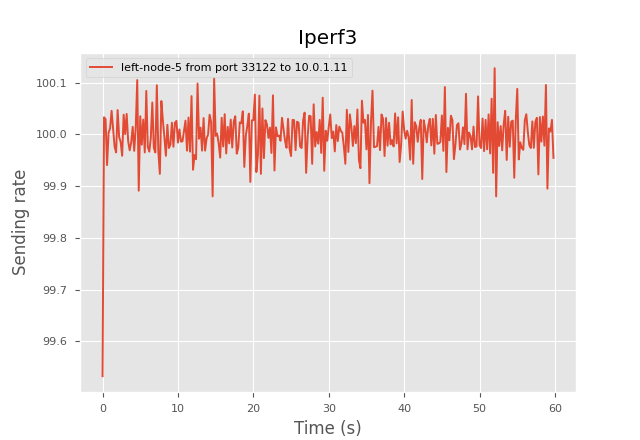 Iperf3
left-node-5 from port 33122 to 10.0.1.11
100.1
100.0
99.9
99.8
99.7
99.6
Sending rate
0 10 20 30 40 50 60
Time (s)